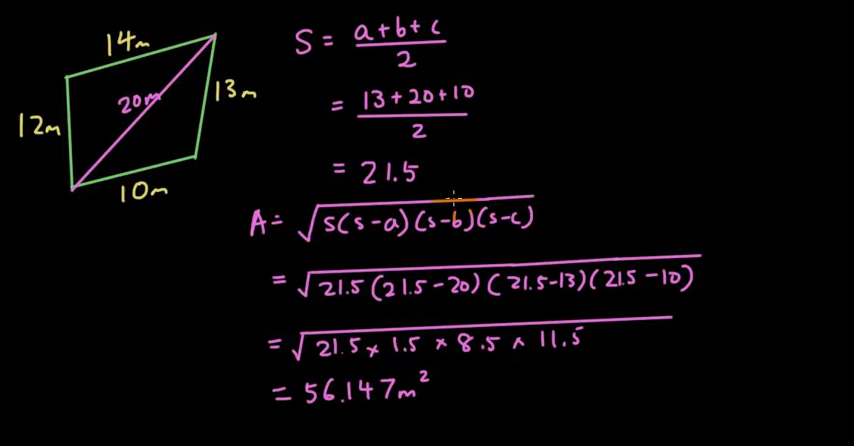 14m
20m
13m
12m
10m
S = (a+b+c)/2
= (13+20+10)/2
= 21.5
A = √(s(s-a)(s-b)(s-c))
= √(21.5(21.5-20)(21.5-13)(21.5-10))
= √(21.5 × 1.5 × 8.5 × 11.5)
= 56.147m²